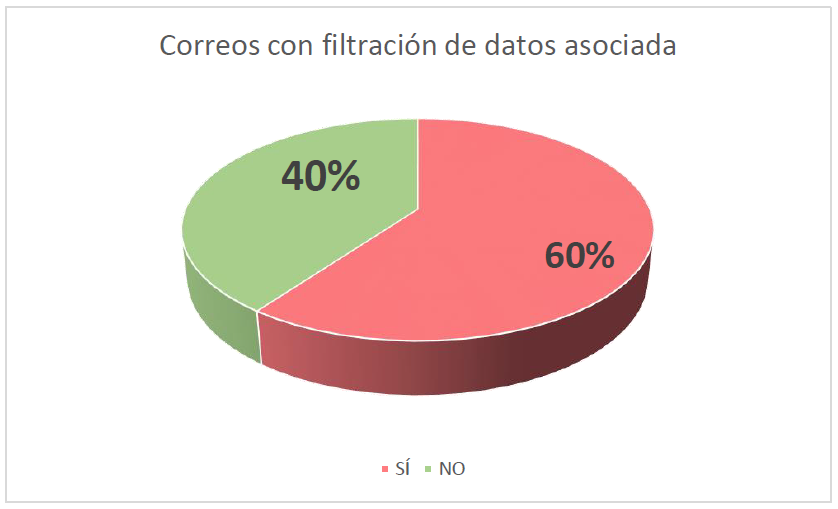 Correos con filtración de datos asociada
40%
60%
SÍ NO